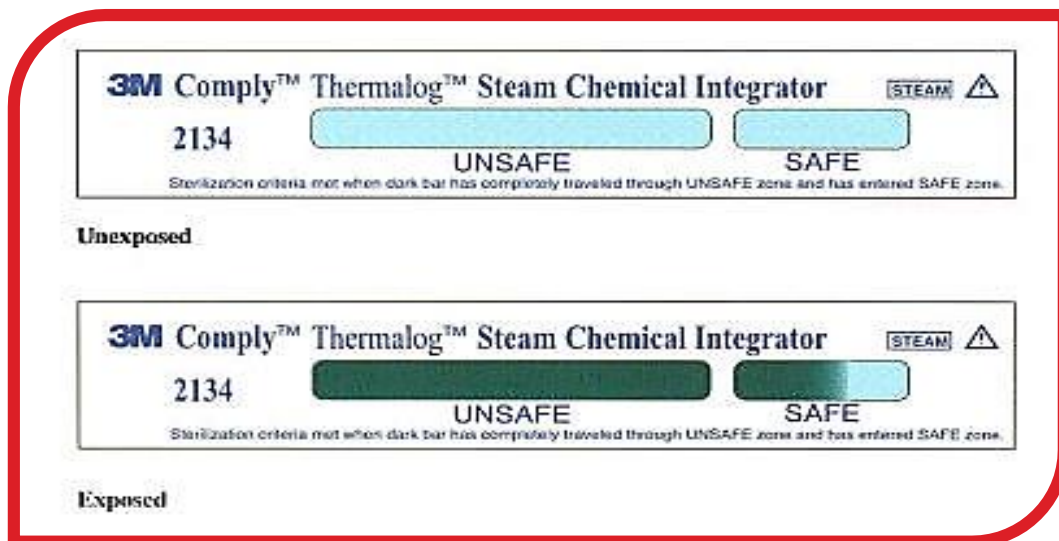 3M Comply™ Thermalog™ Steam Chemical Integrator STEAM
2134
UNSAFE SAFE
Sterilization criteria met when dark bar has completely traveled through UNSAFE zone and has entered SAFE zone.
Unexposed
3M Comply™ Thermalog™ Steam Chemical Integrator STEAM
2134
UNSAFE SAFE
Sterilization criteria met when dark bar has completely traveled through UNSAFE zone and has entered SAFE zone.
Exposed